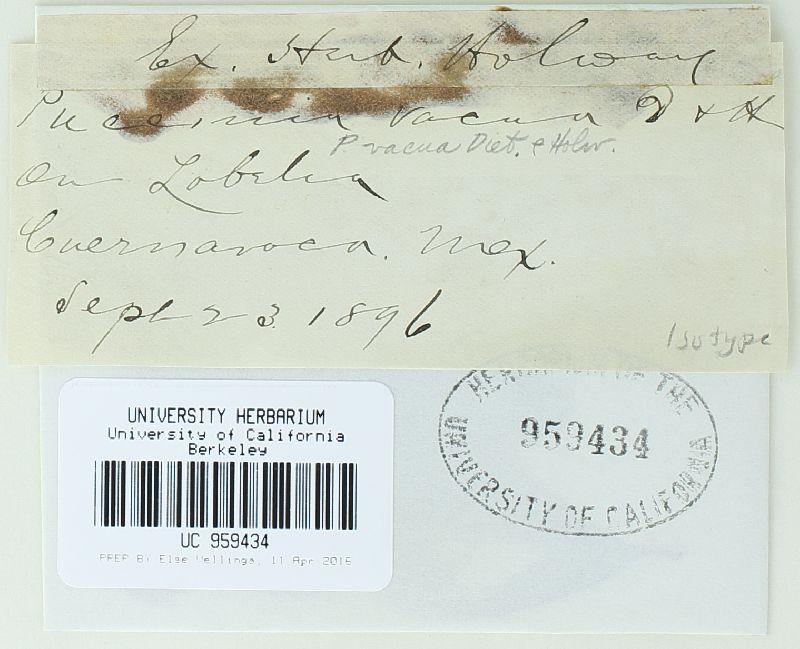 Ex. Herb. Holway
Puccinia vacua D & H
P. vacua Diet. & Holw.
on Lobelia
Cuernavaca. Mex.
Sept 23. 1896
Isotype
HERBARIUM OF THE
UNIVERSITY OF CALIFORNIA
959434
UNIVERSITY HERBARIUM
University of California
Berkeley
UC 959434
PREP By Else Vellinga, 11 Apr 2016